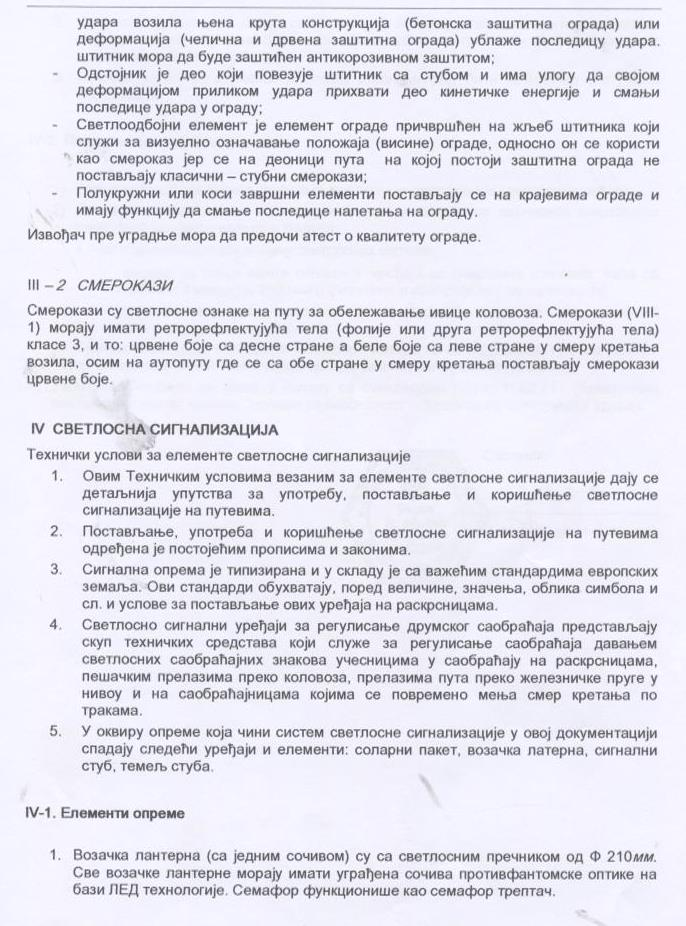 удара возила њена крута конструкција (бетонска заштитна ограда) или
деформација (челична и дрвена заштитна ограда) ублаже последицу удара.
штитник мора да буде заштићен антикорозивном заштитом;
- Одстојник је део који повезује штитник са стубом и има улогу да својом
деформацијом приликом удара прихвати део кинетичке енергије и смањи
последице удара у ограду;
- Светлоодбојни елемент је елемент ограде причвршћен на жљеб штитника који
служи за визуелно означавање положаја (висине) ограде, односно он се користи
као смероказ јер се на деоници пута на којој постоји заштитна ограда не
постављају класични – стубни смерокази;
- Полукружни или коси завршни елементи постављају се на крајевима ограде и
имају функцију да смање последице налетања на ограду.
Извођач пре уградње мора да предочи атест о квалитету ограде.
III – 2 СМЕРОКАЗИ
Смерокази су светлосне ознаке на путу за обележавање ивице коловоза. Смерокази (VIII-
1) морају имати ретрорефлектујућа тела (фолије или друга ретрорефлектујућа тела)
класе 3, и то: црвене боје са десне стране а беле боје са леве стране у смеру кретања
возила, осим на аутопуту где се са обе стране у смеру кретања постављају смерокази
црвене боје.
IV СВЕТЛОСНА СИГНАЛИЗАЦИЈА
Технички услови за елементе светлосне сигнализације
1. Овим Техничким условима везаним за елементе светлосне сигнализације дају се
детаљнија упутства за употребу, постављање и коришћење светлосне
сигнализације на путевима.
2. Постављање, употреба и коришћење светлосне сигнализације на путевима
одређена је постојећим прописима и законима.
3. Сигнална опрема је типизирана и у складу је са важећим стандардима европских
земаља. Ови стандарди обухватају, поред величине, значења, облика симбола и
сл. и услове за постављање ових уређаја на раскрсницама.
4. Светлосно сигнални уређаји за регулисање друмског саобраћаја представљају
скуп техничких средстава који служе за регулисање саобраћаја давањем
светлосних саобраћајних знакова учесницима у саобраћају на раскрсницама,
пешачким прелазима преко коловоза, прелазима пута преко железничке пруге у
нивоу и на саобраћајницама којима се повремено мења смер кретања по
тракама.
5. У оквиру опреме која чини систем светлосне сигнализације у овој документацији
спадају следећи уређаји и елементи: соларни пакет, возачка латерна, сигнални
стуб, темељ стуба.
IV-1. Елементи опреме
1. Возачка лантерна (са једним сочивом) су са светлосним пречником од Ф 210мм.
Све возачке лантерне морају имати уграђена сочива противфантомске оптике на
бази ЛЕД технологије. Семафор функционише као семафор трептач.